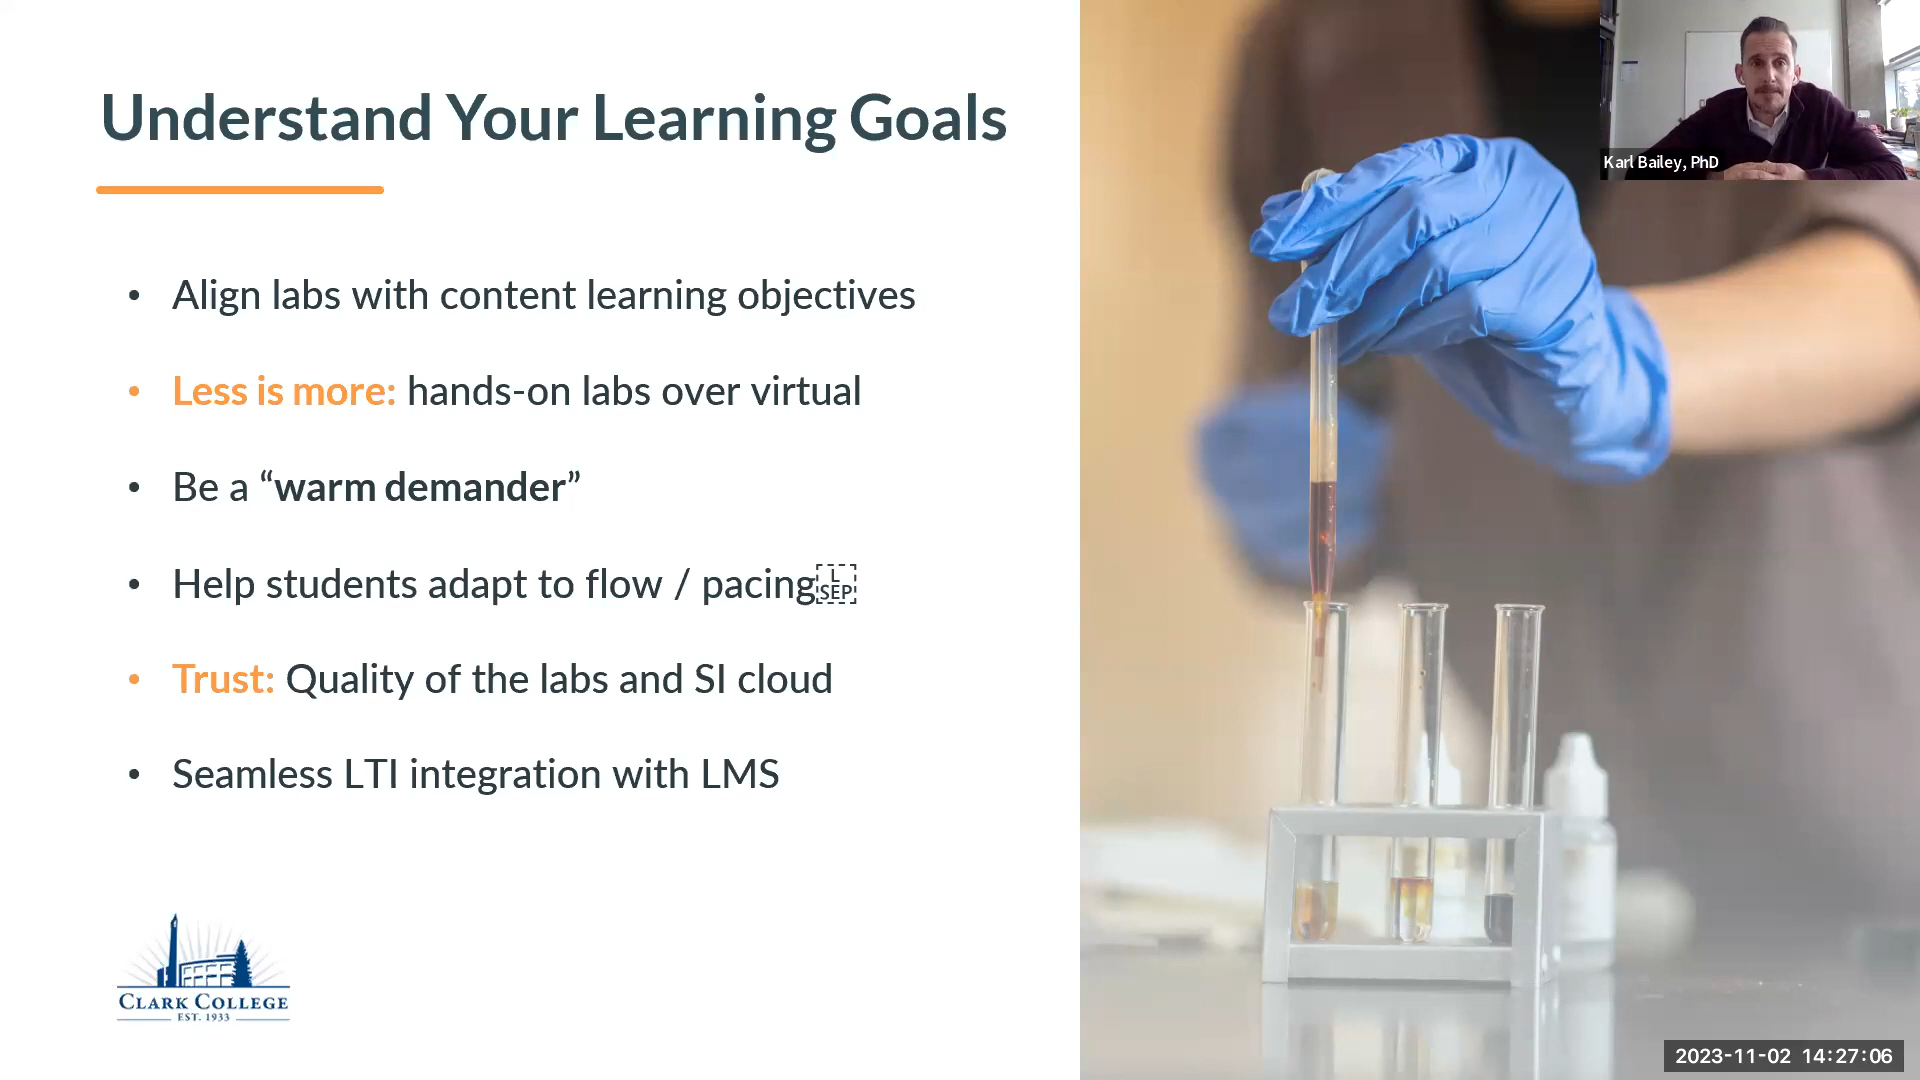 Understand Your Learning Goals
Karl Bailey, PhD
• Align labs with content learning objectives
• Less is more: hands-on labs over virtual
• Be a “warm demander”
• Help students adapt to flow / pacing
L
SEP
• Trust: Quality of the labs and SI cloud
• Seamless LTI integration with LMS
CLARK COLLEGE
EST. 1933
2023-11-02 14:27:06